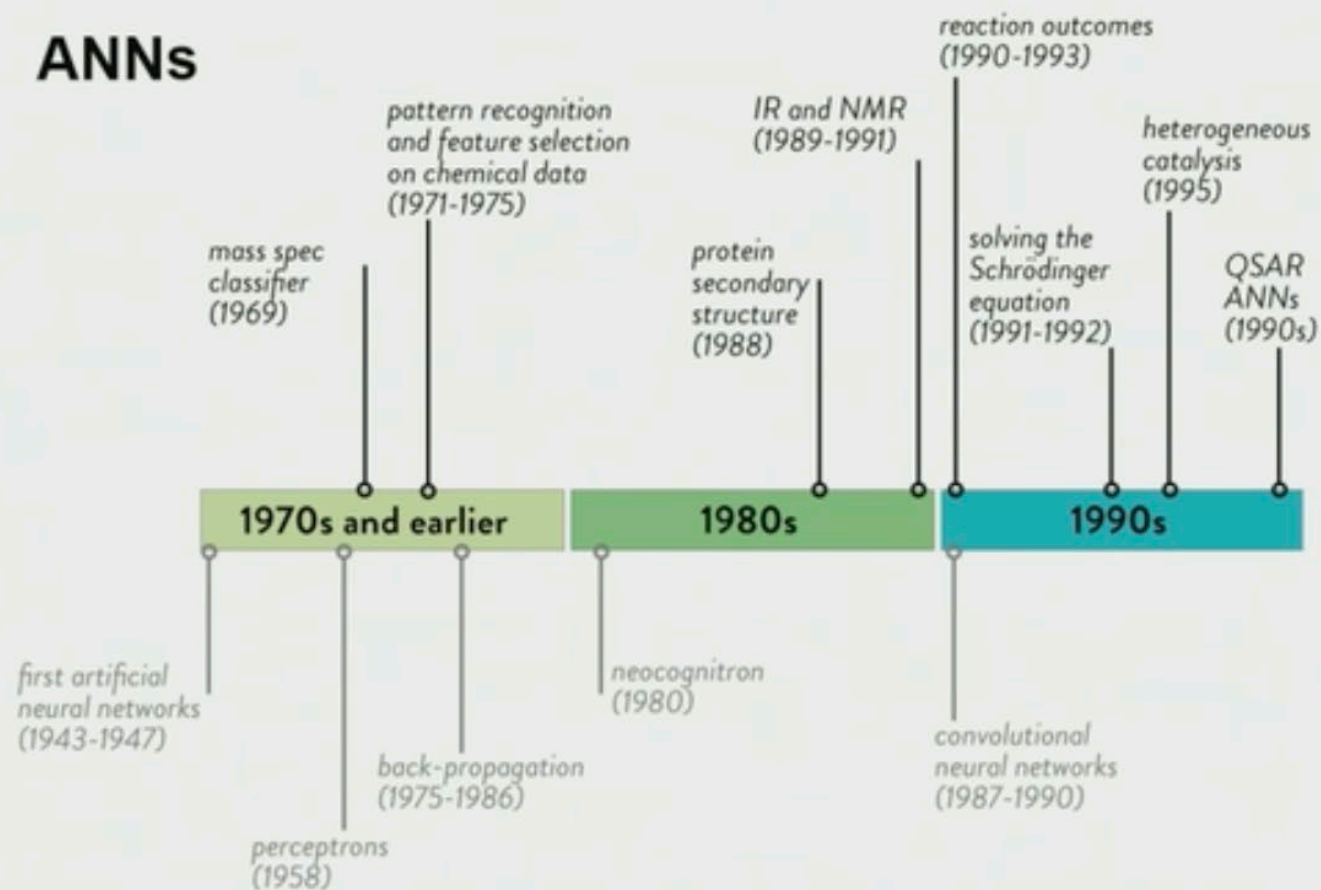 ANNs
reaction outcomes
(1990-1993)
pattern recognition
and feature selection
on chemical data
(1971-1975)
IR and NMR
(1989-1991)
heterogeneous
catalysis
(1995)
mass spec
classifier
(1969)
protein
secondary
structure
(1988)
solving the
Schrödinger
equation
(1991-1992)
QSAR
ANNs
(1990s)
1970s and earlier
1980s
1990s
first artificial
neural networks
(1943-1947)
neocognitron
(1980)
back-propagation
(1975-1986)
convolutional
neural networks
(1987-1990)
perceptrons
(1958)